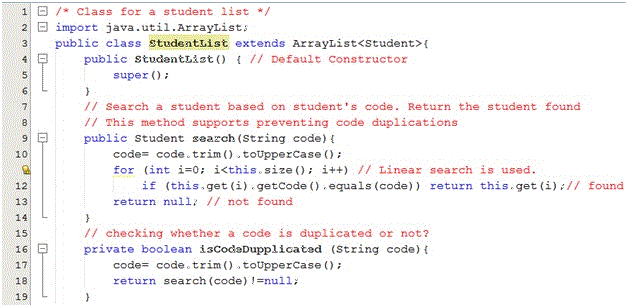 1 /* Class for a student list */
2 import java.util.ArrayList;
3 public class StudentList extends ArrayList<Student>{
4 public StudentList() { // Default Constructor
5 super();
6 }
7 // Search a student based on student's code. Return the student found
8 // This method supports preventing code duplications
9 public Student search(String code){
10 code= code.trim().toUpperCase();
for (int i=0; i<this.size(); i++) // Linear search is used.
12 if (this.get(i).getCode().equals(code)) return this.get(i);// found
13 return null; // not found
14 }
15 // checking whether a code is duplicated or not?
16 private boolean isCodeDupplicated (String code){
17 code= code.trim().toUpperCase();
18 return search(code)!=null;
19 }